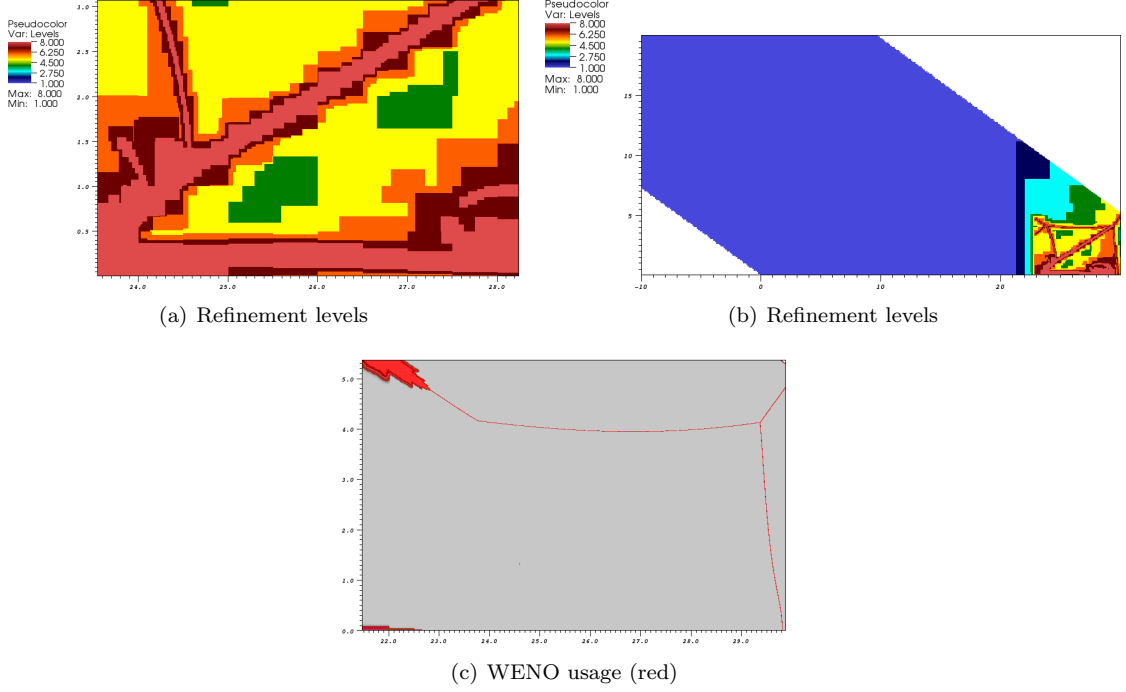 Pseudocolor
Var: Levels
8.000
6.250
4.500
2.750
1.000
Max: 8.000
Min: 1.000
3.0
2.5
2.0
1.5
1.0
0.5
24.0 25.0 26.0 27.0 28.0
(a) Refinement levels
Pseudocolor
Var: Levels
8.000
6.250
4.500
2.750
1.000
Max: 8.000
Min: 1.000
15
10
5
-10 0 10 20
(b) Refinement levels
5.0
4.0
3.0
2.0
1.0
0.0
22.0 23.0 24.0 25.0 26.0 27.0 28.0 29.0
(c) WENO usage (red)